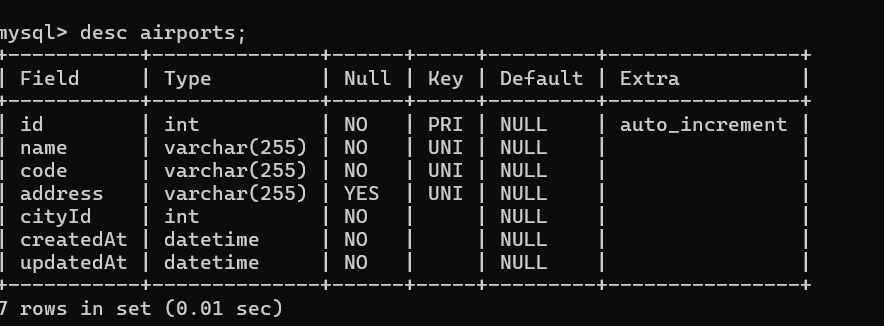 mysql> desc airports;
+-----------+--------------+------+-----+---------+----------------+
| Field     | Type         | Null | Key | Default | Extra          |
+-----------+--------------+------+-----+---------+----------------+
| id        | int          | NO   | PRI | NULL    | auto_increment |
| name      | varchar(255) | NO   | UNI | NULL    |                |
| code      | varchar(255) | NO   | UNI | NULL    |                |
| address   | varchar(255) | YES  | UNI | NULL    |                |
| cityId    | int          | NO   |     | NULL    |                |
| createdAt | datetime     | NO   |     | NULL    |                |
| updatedAt | datetime     | NO   |     | NULL    |                |
+-----------+--------------+------+-----+---------+----------------+
7 rows in set (0.01 sec)